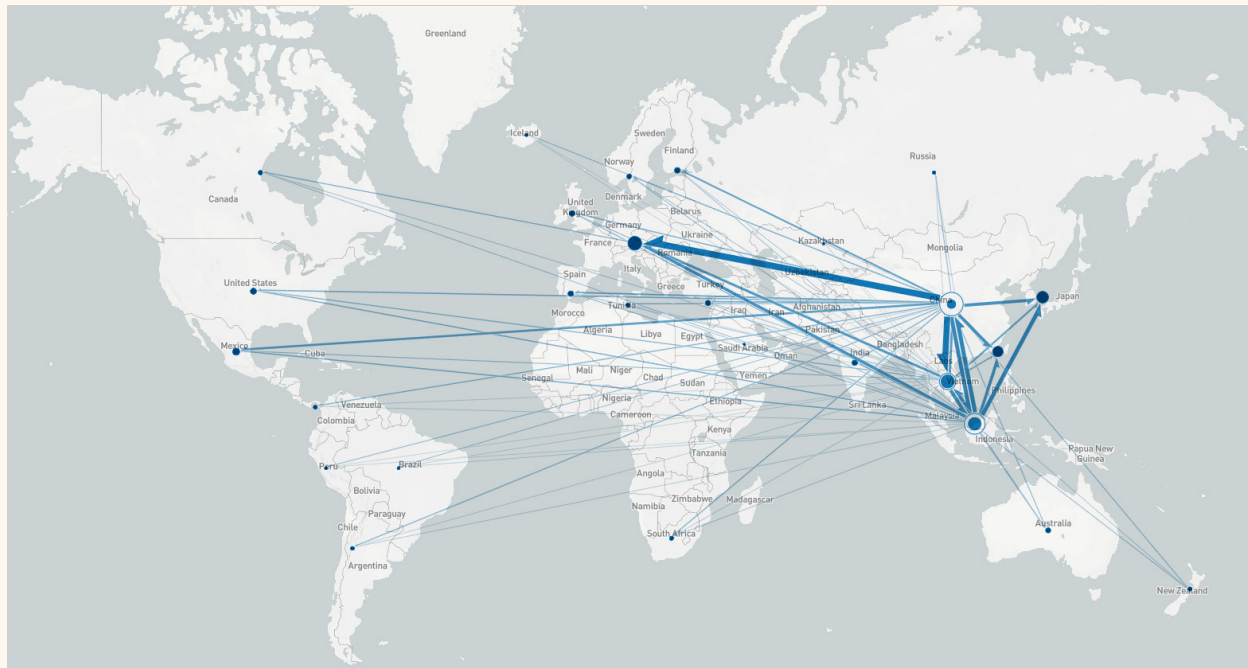 Greenland
Iceland
Sweden
Finland
Norway
Russia
Canada
United
Kingdom
Denmark
Belarus
Germany
Ukraine
Kazakhstan
Mongolia
France
Romania
Uzbekistan
Italy
Spain
Greece
Turkey
United States
China
Japan
Tunisia
Morocco
Iraq
Iran
Afghanistan
Algeria
Libya
Egypt
Pakistan
Mexico
Cuba
Saudi Arabia
Oman
India
Bangladesh
Laos
Senegal
Mali
Niger
Chad
Sudan
Yemen
Vietnam
Philippines
Venezuela
Nigeria
Ethiopia
Sri Lanka
Colombia
Cameroon
Malaysia
Kenya
Indonesia
Tanzania
Papua New
Guinea
Peru
Brazil
Angola
Bolivia
Zimbabwe
Madagascar
Namibia
Paraguay
Chile
South Africa
Australia
Argentina
New Zealand